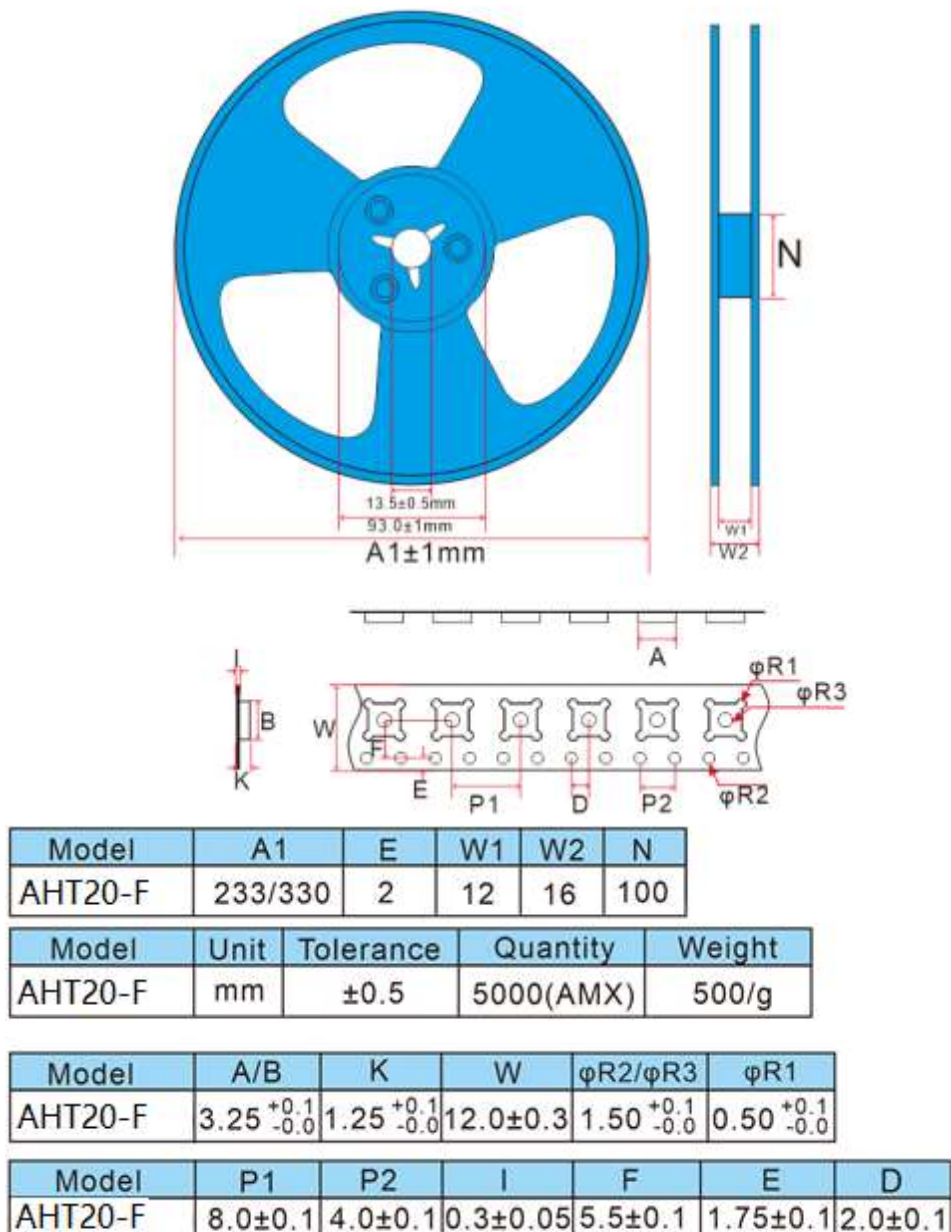 N
13.5±0.5mm
93.0±1mm
A1±1mm
W1
W2
A
I
φR1
φR3
W
B
F
K
E
P1
D
P2
φR2
Model A1 E W1 W2 N
AHT20-F 233/330 2 12 16 100
Model Unit Tolerance Quantity Weight
AHT20-F mm ±0.5 5000(AMX) 500/g
Model A/B K W φR2/φR3 φR1
AHT20-F 3.25 +0.1 -0.0 1.25 +0.1 -0.0 12.0±0.3 1.50 +0.1 -0.0 0.50 +0.1 -0.0
Model P1 P2 I F E D
AHT20-F 8.0±0.1 4.0±0.1 0.3±0.05 5.5±0.1 1.75±0.1 2.0±0.1